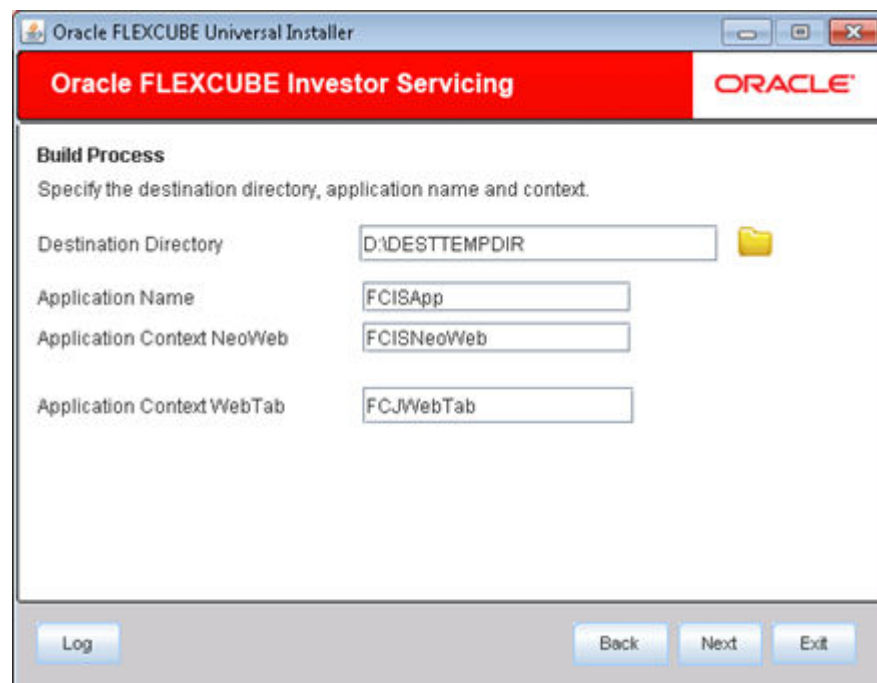 Oracle FLEXCUBE Universal Installer
Oracle FLEXCUBE Investor Servicing
ORACLE®
Build Process
Specify the destination directory, application name and context.
Destination Directory D:\DESTTEMPDIR
Application Name FCISApp
Application Context NeoWeb FCISNeoWeb
Application Context WebTab FCJWebTab
Log Back Next Exit